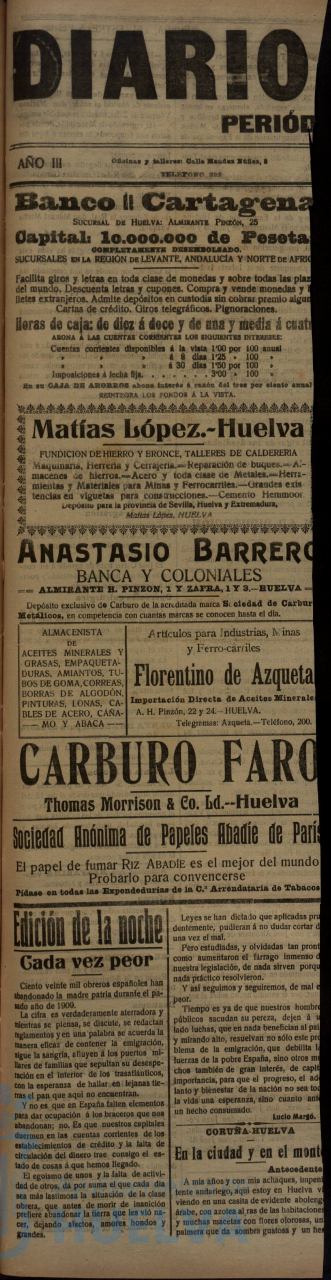 DIARIO
PERIÓD
AÑO III
Oficinas y talleres: Calle Mendez Núñez, 8
TELEFONO
Banco de Cartagena
SUCURSAL DE HUELVA: ALMIRANTE PINZÓN, 25
Capital: 10.000.000 de Peseta
COMPLETAMENTE DESEMBOLSADO.
SUCURSALES EN LA REGIÓN DE LEVANTE, ANDALUCÍA Y NORTE DE AFRIC
Facilita giros y letras en toda clase de monedas y sobre todas las plaz
del mundo. Descuenta letras y cupones. Compra y vende monedas y
lletes extranjeros. Admite depósitos en custodia sin cobrar premio algun
Cartas de crédito. Giros telegráficos. Pignoraciones.
Horas de caja: de diez á doce y de una y media á cuat
ABONA Á LAS CUENTAS CORRIENTES LOS SIGUIENTES INTERESES:
Cuentas corrientes disponibles á la vista 1'00 por 100 anual
» » á 8 días 1'25 » 100 »
» » á 30 días 1'50 por 100 »
Imposiciones á fecha fija. . . . . . 3'00 » 100 »
En su CAJA DE AHORROS abona interés á razón del tres por ciento anual
REINTEGRA LOS FONDOS A LA VISTA.
Matías López.-Huelva
FUNDICION DE HIERRO Y BRONCE, TALLERES DE CALDERERIA
Maquinaria, Herrería y Cerrajería.—Reparación de buques.—Al-
macenes de hierros.—Acero y toda clase de Metales.—Herra-
mientas y Materiales para Minas y Ferrocarriles.—Grandes exis
tencias en viguetas para construcciones.—Cemento Hemmoor
Depósito para la provincia de Sevilla, Huelva y Extremadura,
Matías López, HUELVA
ANASTASIO BARRERO
BANCA Y COLONIALES
ALMIRANTE H. PINZON, 1 Y ZAFRA, 1 Y 3.—HUELVA
Depósito exclusivo de Carburo de la acreditada marca Sociedad de Carbur
Metálicos, en competencia con cuantas marcas se conocen hasta el día.
ALMACENISTA
DE
ACEITES MINERALES Y
GRASAS, EMPAQUETA-
DURAS, AMIANTOS, TU-
BOS DE GOMA, CORREAS,
BORRAS DE ALGODÓN,
PINTURAS, LONAS, CA-
BLES DE ACERO, CAÑA-
MO Y ABACA
Artículos para Industrias, Minas
y Ferro-carriles
Florentino de Azqueta
Importación Directa de Aceites Minerale
A. H. Pinzón, 22 y 24.—HUELVA.
Telegramas: Azqueta.—Teléfono, 200.
CARBURO FARO
Thomas Morrison & Co. Ld.--Huelva
Sociedad Anónima de Papeles Abadie de París
El papel de fumar RIZ ABADÍE es el mejor del mundo
Probarlo para convencerse
Pídase en todas las Expendedurías de la C.ª Arrendataria de Tabacos
Edición de la noche
Cada vez peor
Ciento veinte mil obreros españoles han
abandonado la madre patria durante el pa-
sado año de 1909.
La cifra es verdaderamente aterradora y
mientras se piensa, se discute, se redactan
reglamentos y en una palabra se acuerda la
manera eficaz de contener la emigración,
sigue la sangría, afluyen á los puertos mi-
llares de familias que sepultan su desespe-
ración en el interior de los trasatlánticos,
con la esperanza de hallar en lejanas tie-
rras el pan que aquí no encuentran.
Y no es que en España falten elementos
para dar ocupación á los braceros que nos
abandonan; no. Es que nuestros capitales
duermen en las cuentas corrientes de los
establecimientos de crédito y la falta de
circulación del dinero trae consigo el es-
tado de cosas á que hemos llegado.
El egoismo de unos y la falta de activi-
dad de otros, da por suma el que cada día
sea más lastimosa la situación de la clase
obrera, que antes de morir de inanición
prefiere abandonar la tierra que les vió na-
cer, dejando afectos, amores hondos y
grandes.
Leyes se han dictado que aplicadas pru
dentemente, pudieran á no dudar cortar d
una vez el mal.
Pero estudiadas, y olvidadas tan pront
como aumentaron el fárrago inmenso d
nuestra legislación, de nada sirven porque
nada práctico resolvieron.
Y así seguimos y seguiremos, de mal e
peor.
Tiempo es ya de que nuestros hombre
públicos sacudan su pereza, dejen á u
lado luchas, que en nada benefician al paí
y mirando alto, resuelvan no sólo este pro
blema de la emigración, que debilita la
fuerzas de la pobre España, sino otros mu
chos también de gran interés, de capita
importancia, para que el progreso, el ade
lanto y bienestar de la nación no sea tod
la vida una esperanza, sino cuanto ante
un hecho consumado.
Lucio Margó.
CORUÑA-HUELVA
En la ciudad y en el mont
Antecedente
A mis años y con mis achaques, impeni
tente andariego, aquí estoy en Huelva vi
viendo en una casita de evidente abolengo
árabe, con azotea al ras de las habitaciones
y muchas macetas con flores olorosas, un
palmera que da sombra gustosa y un her